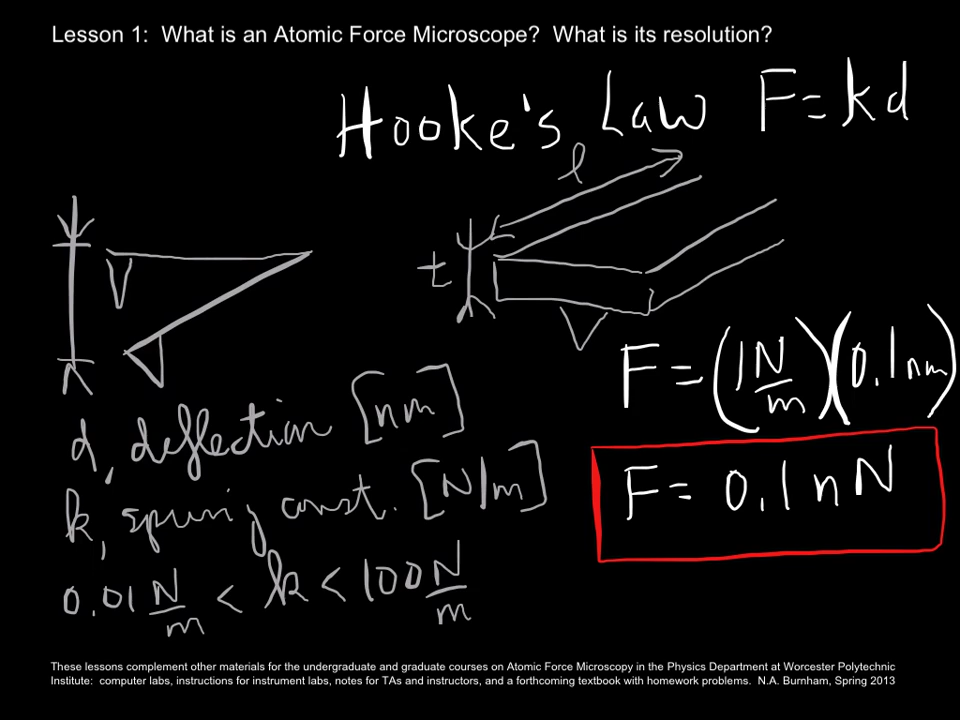 Lesson 1: What is an Atomic Force Microscope? What is its resolution?
Hooke's Law F=kd
l
t
F = (1 N/m)(0.1nm)
d, deflection [nm]
F = 0.1nN
k, spring const. [N/m]
0.01 N/m < k < 100 N/m
These lessons complement other materials for the undergraduate and graduate courses on Atomic Force Microscopy in the Physics Department at Worcester Polytechnic
Institute: computer labs, instructions for instrument labs, notes for TAs and instructors, and a forthcoming textbook with homework problems. N.A. Burnham, Spring 2013